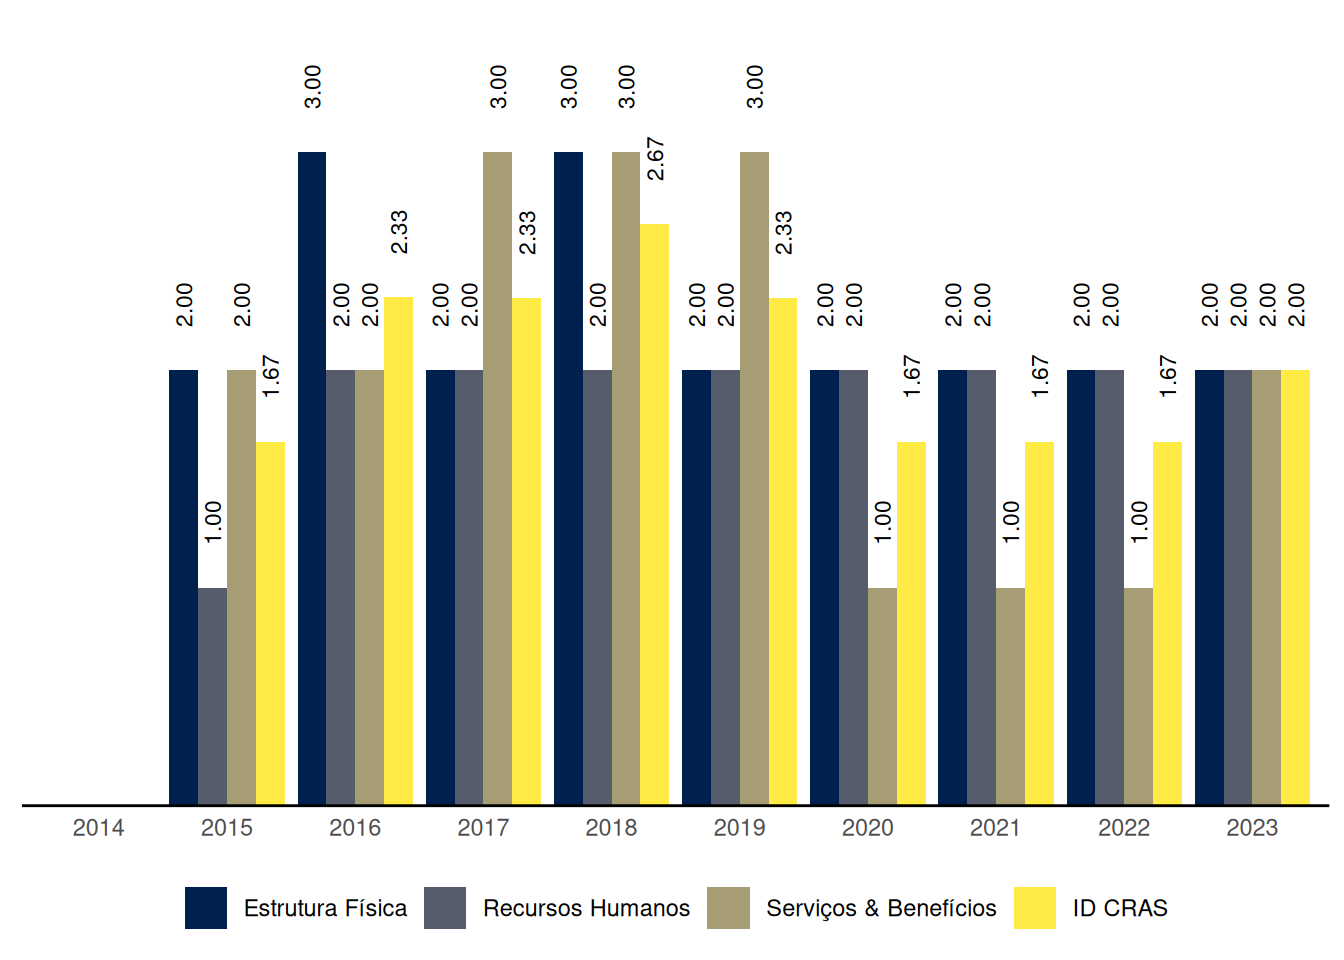 3.00 3.00 3.00 3.00 3.00
2.67
2.33 2.33 2.33
2.00 2.00 2.00 2.00 2.00 2.00 2.00 2.00 2.00 2.00 2.00 2.00 2.00 2.00 2.00 2.00 2.00 2.00 2.00
1.67 1.67 1.67 1.67
1.00 1.00 1.00 1.00
2014 2015 2016 2017 2018 2019 2020 2021 2022 2023
Estrutura Física Recursos Humanos Serviços & Benefícios ID CRAS